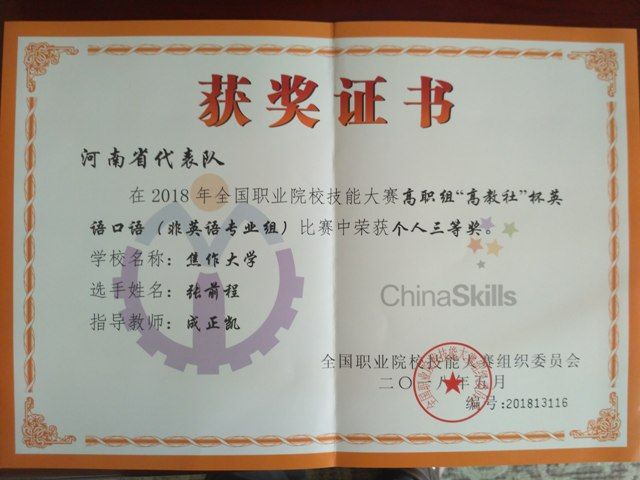 获奖证书
河南省代表队
在2018年全国职业院校技能大赛高职组“高教社”杯英
语口语（非英语专业组）比赛中荣获个人三等奖。
学校名称：焦作大学
选手姓名：张前程
指导教师：成正凯
ChinaSkills
全国职业院校技能大赛组织委员会
二〇一八年五月
编号:201813116